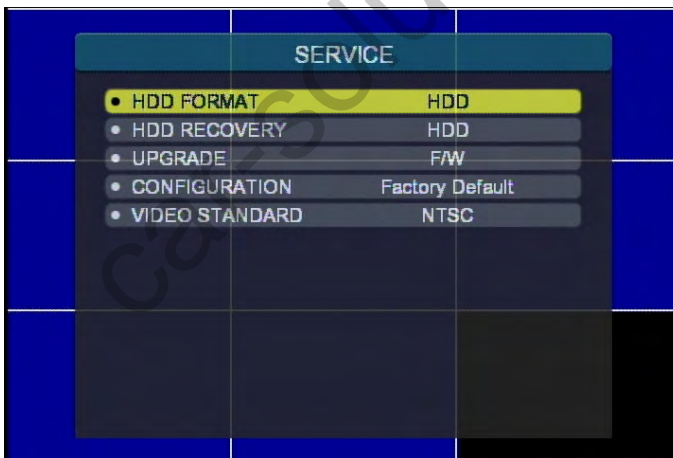 SERVICE
• HDD FORMAT HDD
• HDD RECOVERY HDD
• UPGRADE F/W
• CONFIGURATION Factory Default
• VIDEO STANDARD NTSC